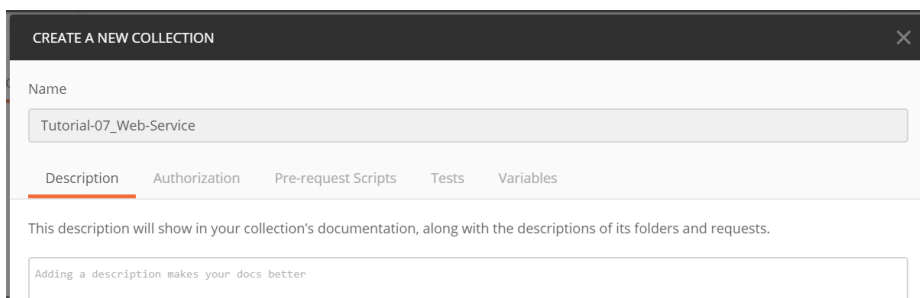 CREATE A NEW COLLECTION
Name
Tutorial-07_Web-Service
Description Authorization Pre-request Scripts Tests Variables
This description will show in your collection's documentation, along with the descriptions of its folders and requests.
Adding a description makes your docs better